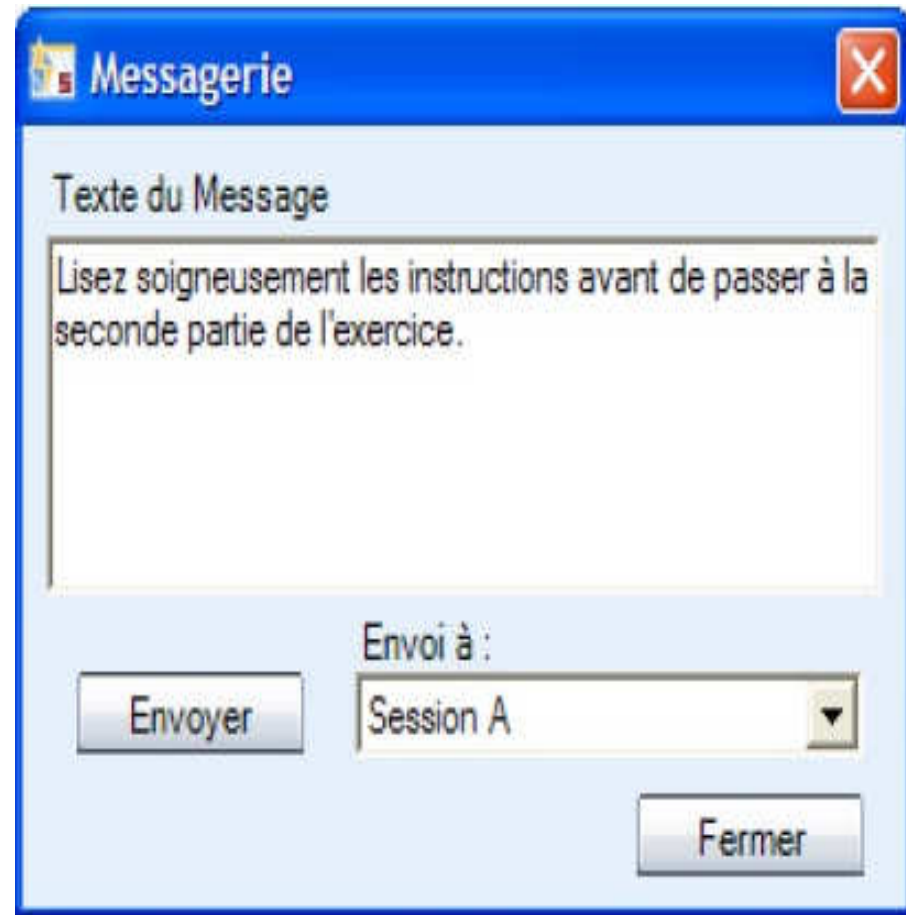 Messagerie
Texte du Message
Lisez soigneusement les instructions avant de passer à la
seconde partie de l'exercice.
Envoi à :
Envoyer
Session A
Fermer